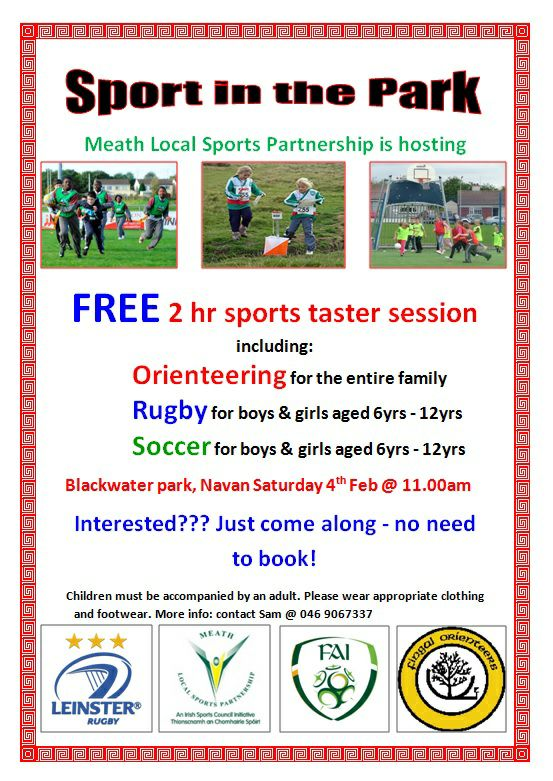 Sport in the Park
Meath Local Sports Partnership is hosting
255
255
FREE 2 hr sports taster session
including:
Orienteering for the entire family
Rugby for boys & girls aged 6yrs - 12yrs
Soccer for boys & girls aged 6yrs - 12yrs
Blackwater park, Navan Saturday 4th Feb @ 11.00am
Interested??? Just come along - no need
to book!
Children must be accompanied by an adult. Please wear appropriate clothing
and footwear. More info: contact Sam @ 046 9067337
LEINSTER
RUGBY
MEATH
LOCAL SPORTS PARTNERSHIP
An Irish Sports Council Initiative
Tionscnamh an Chomhairle Spóirt
FAI
Fingal Orienteers